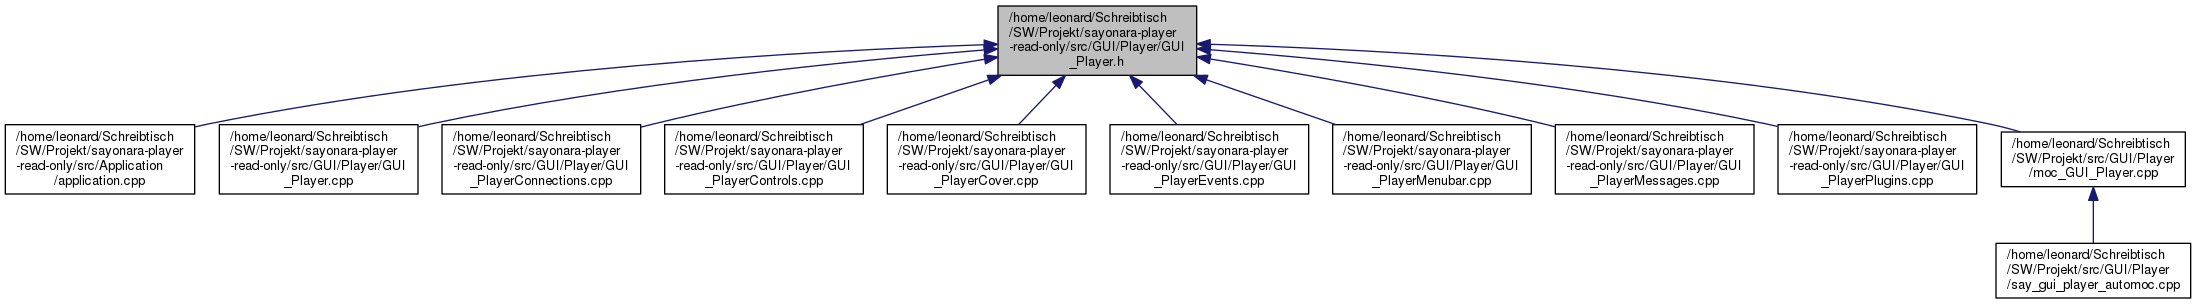 /home/leonard/Schreibtisch
/SW/Projekt/sayonara-player
-read-only/src/GUI/Player/GUI
_Player.h
/home/leonard/Schreibtisch
/SW/Projekt/sayonara-player
-read-only/src/Application
/application.cpp
/home/leonard/Schreibtisch
/SW/Projekt/sayonara-player
-read-only/src/GUI/Player/GUI
_Player.cpp
/home/leonard/Schreibtisch
/SW/Projekt/sayonara-player
-read-only/src/GUI/Player/GUI
_PlayerConnections.cpp
/home/leonard/Schreibtisch
/SW/Projekt/sayonara-player
-read-only/src/GUI/Player/GUI
_PlayerControls.cpp
/home/leonard/Schreibtisch
/SW/Projekt/sayonara-player
-read-only/src/GUI/Player/GUI
_PlayerCover.cpp
/home/leonard/Schreibtisch
/SW/Projekt/sayonara-player
-read-only/src/GUI/Player/GUI
_PlayerEvents.cpp
/home/leonard/Schreibtisch
/SW/Projekt/sayonara-player
-read-only/src/GUI/Player/GUI
_PlayerMenubar.cpp
/home/leonard/Schreibtisch
/SW/Projekt/sayonara-player
-read-only/src/GUI/Player/GUI
_PlayerMessages.cpp
/home/leonard/Schreibtisch
/SW/Projekt/sayonara-player
-read-only/src/GUI/Player/GUI
_PlayerPlugins.cpp
/home/leonard/Schreibtisch
/SW/Projekt/src/GUI/Player
/moc_GUI_Player.cpp
/home/leonard/Schreibtisch
/SW/Projekt/src/GUI/Player
/say_gui_player_automoc.cpp